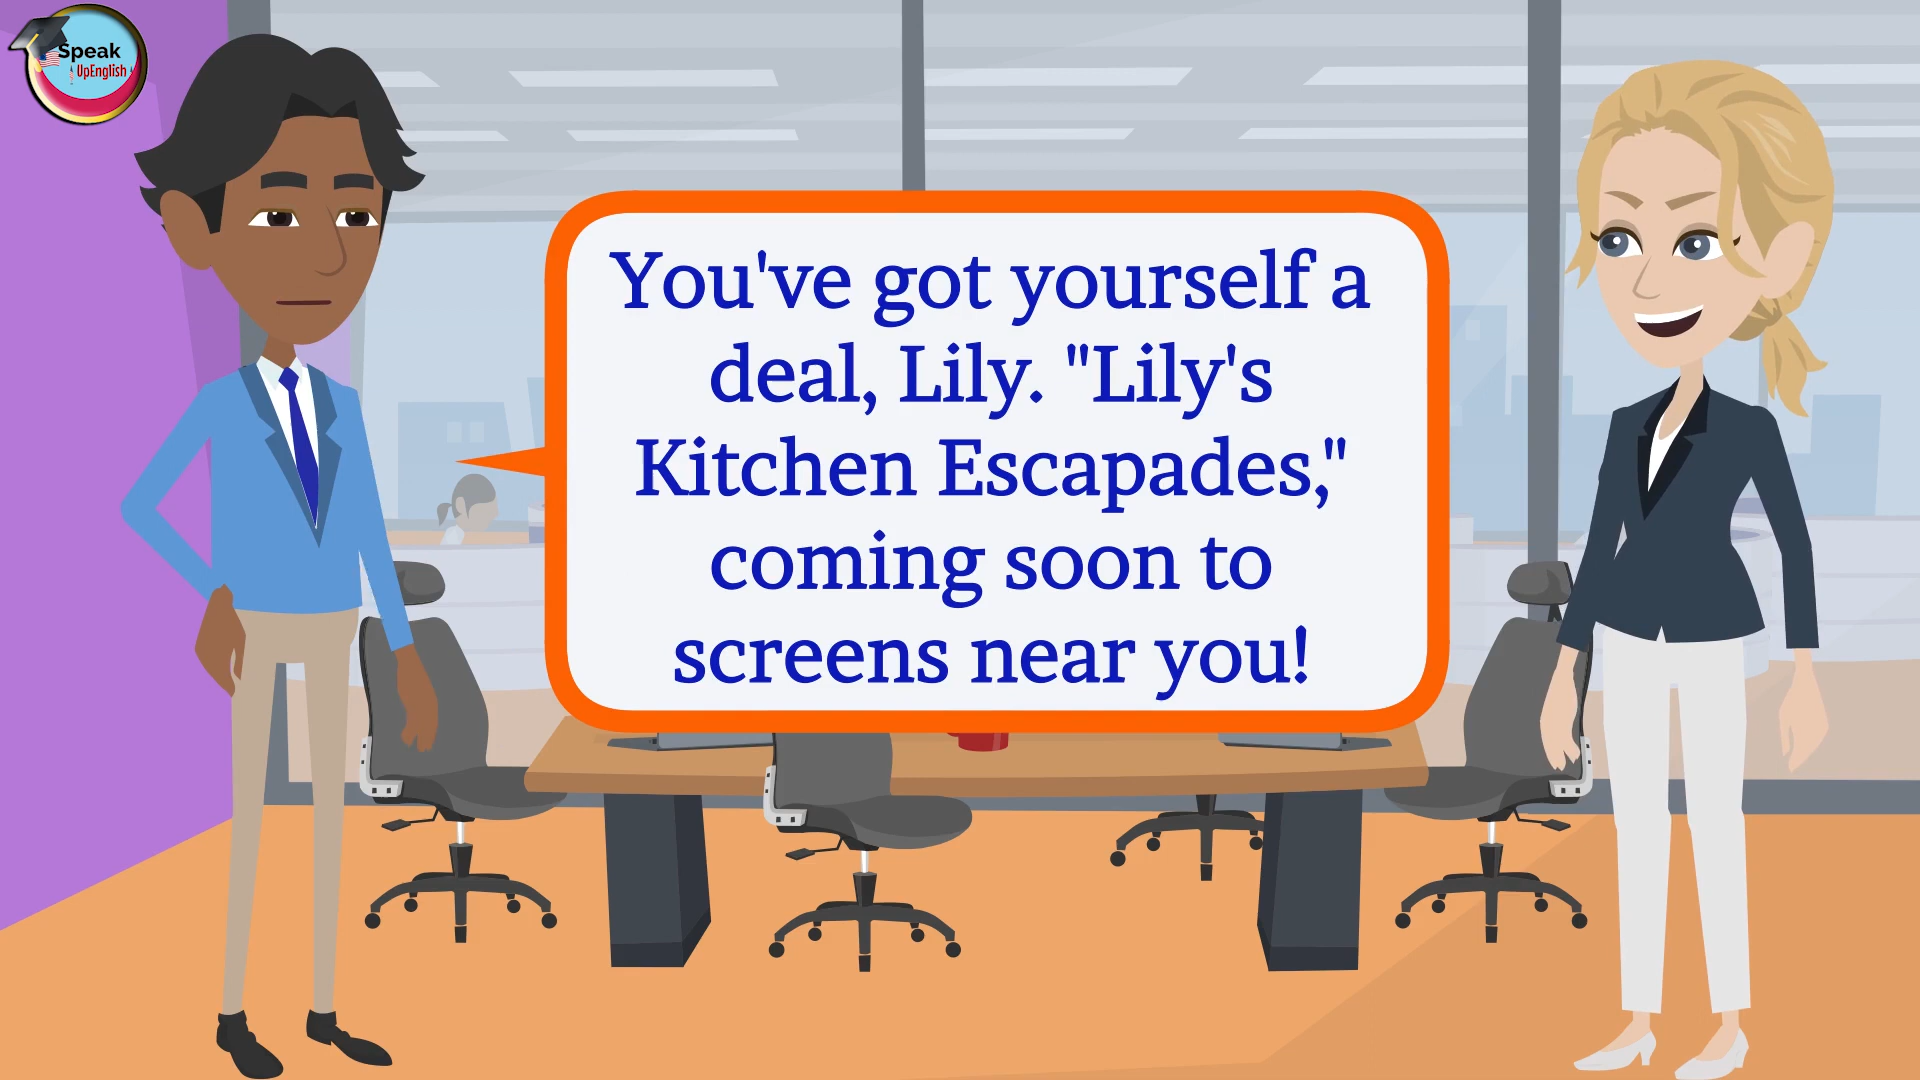 Speak
UpEnglish
You've got yourself a
deal, Lily. "Lily's
Kitchen Escapades,"
coming soon to
screens near you!